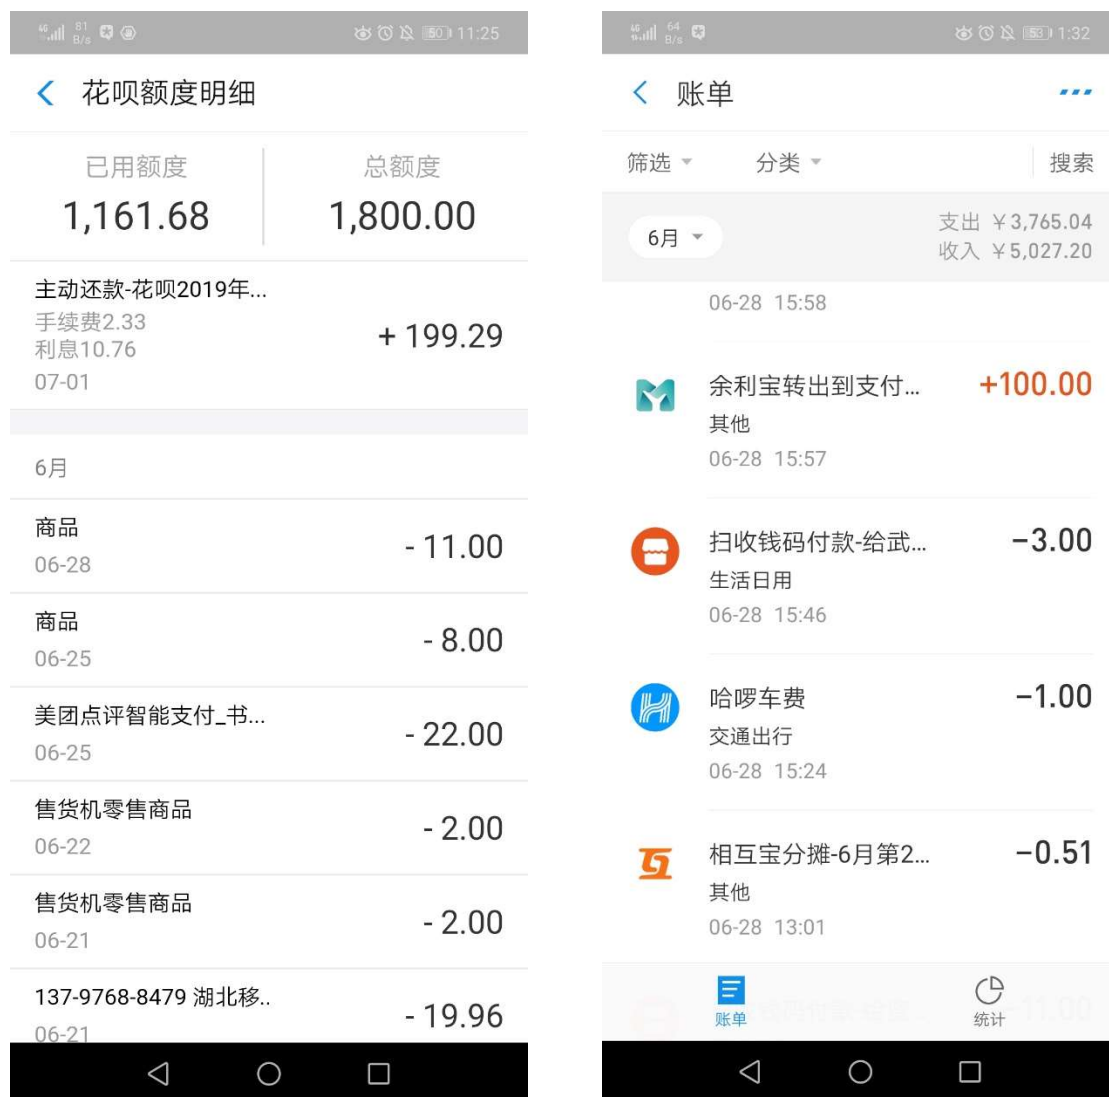 4G 81 B/s 50 11:25
花呗额度明细
已用额度 总额度
1,161.68 1,800.00
主动还款-花呗2019年...
手续费2.33
+ 199.29
利息10.76
07-01
6月
商品
- 11.00
06-28
商品
- 8.00
06-25
美团点评智能支付_书...
- 22.00
06-25
售货机零售商品
- 2.00
06-22
售货机零售商品
- 2.00
06-21
137-9768-8479 湖北移..
- 19.96
06-21
64 B/s 53 1:32
账单
筛选 分类 搜索
支出 ￥3,765.04
6月
收入 ￥5,027.20
06-28 15:58
余利宝转出到支付... +100.00
其他
06-28 15:57
扫收钱码付款-给武... −3.00
生活日用
06-28 15:46
哈啰车费 −1.00
交通出行
06-28 15:24
相互宝分摊-6月第2... −0.51
其他
06-28 13:01
账单 统计